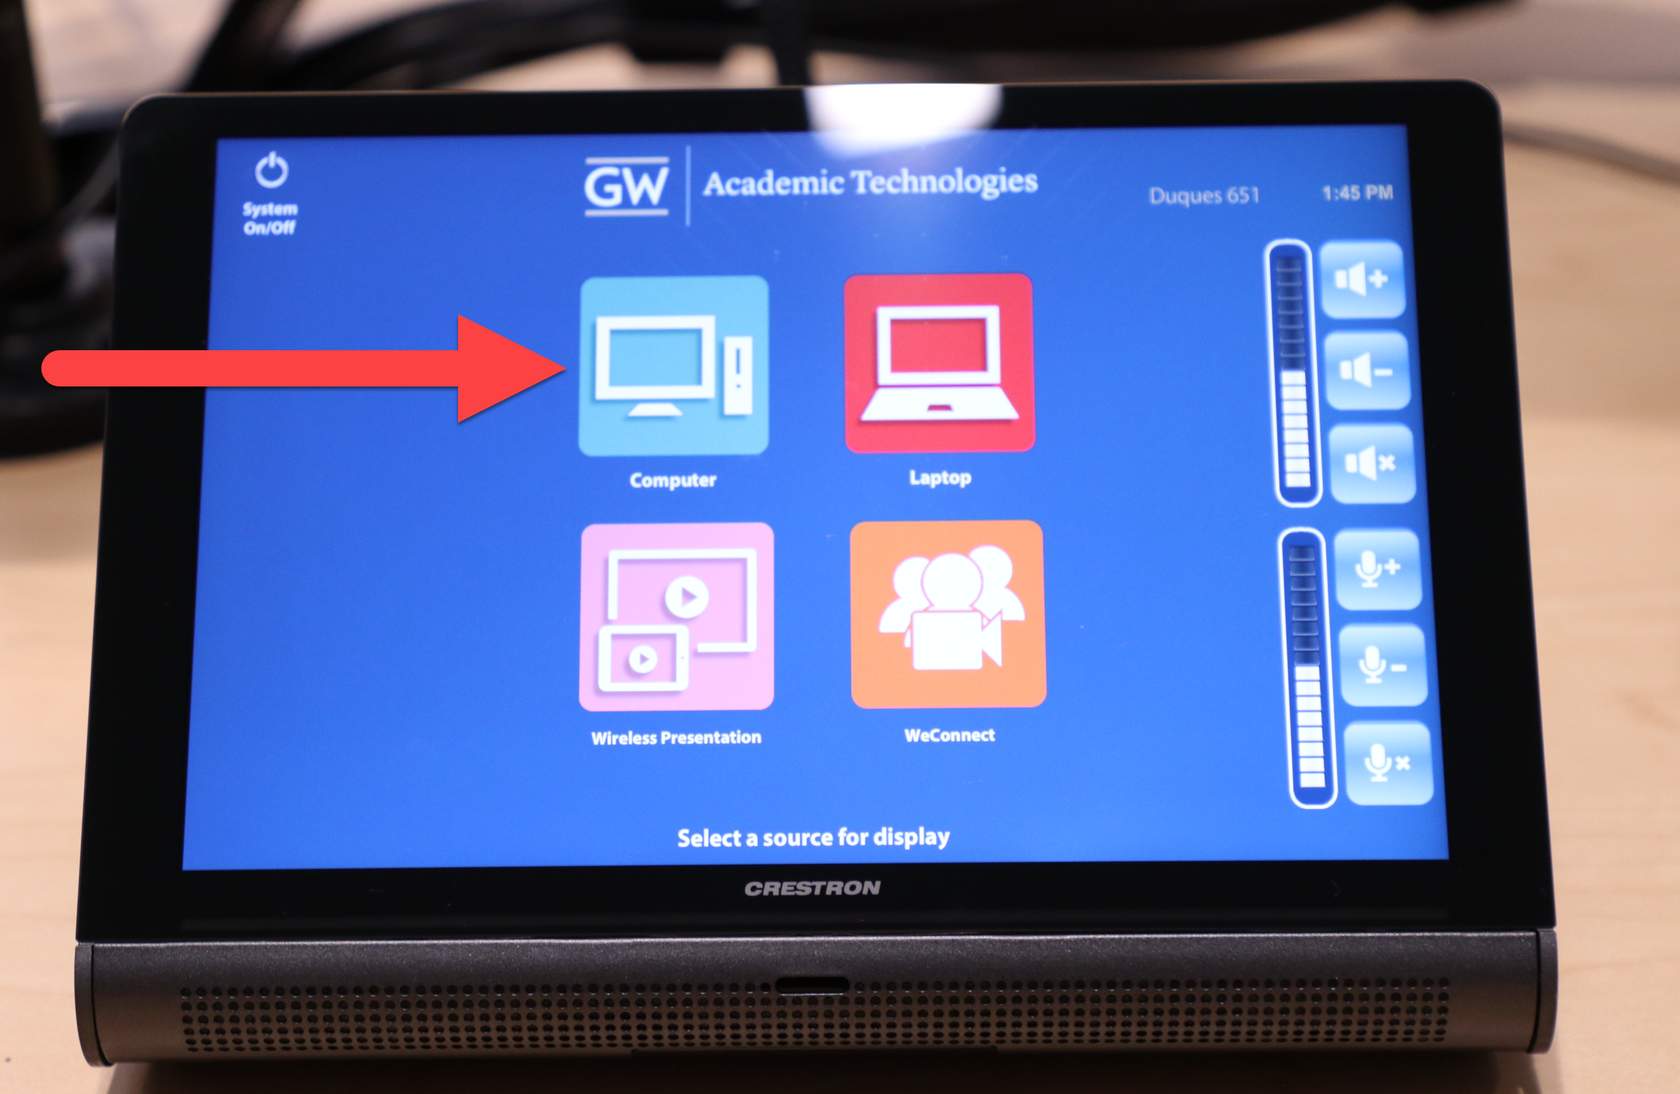 System
On/Off
GW
Academic Technologies
Duques 651
1:45 PM
Computer
Laptop
Wireless Presentation
WeConnect
Select a source for display
CRESTRON